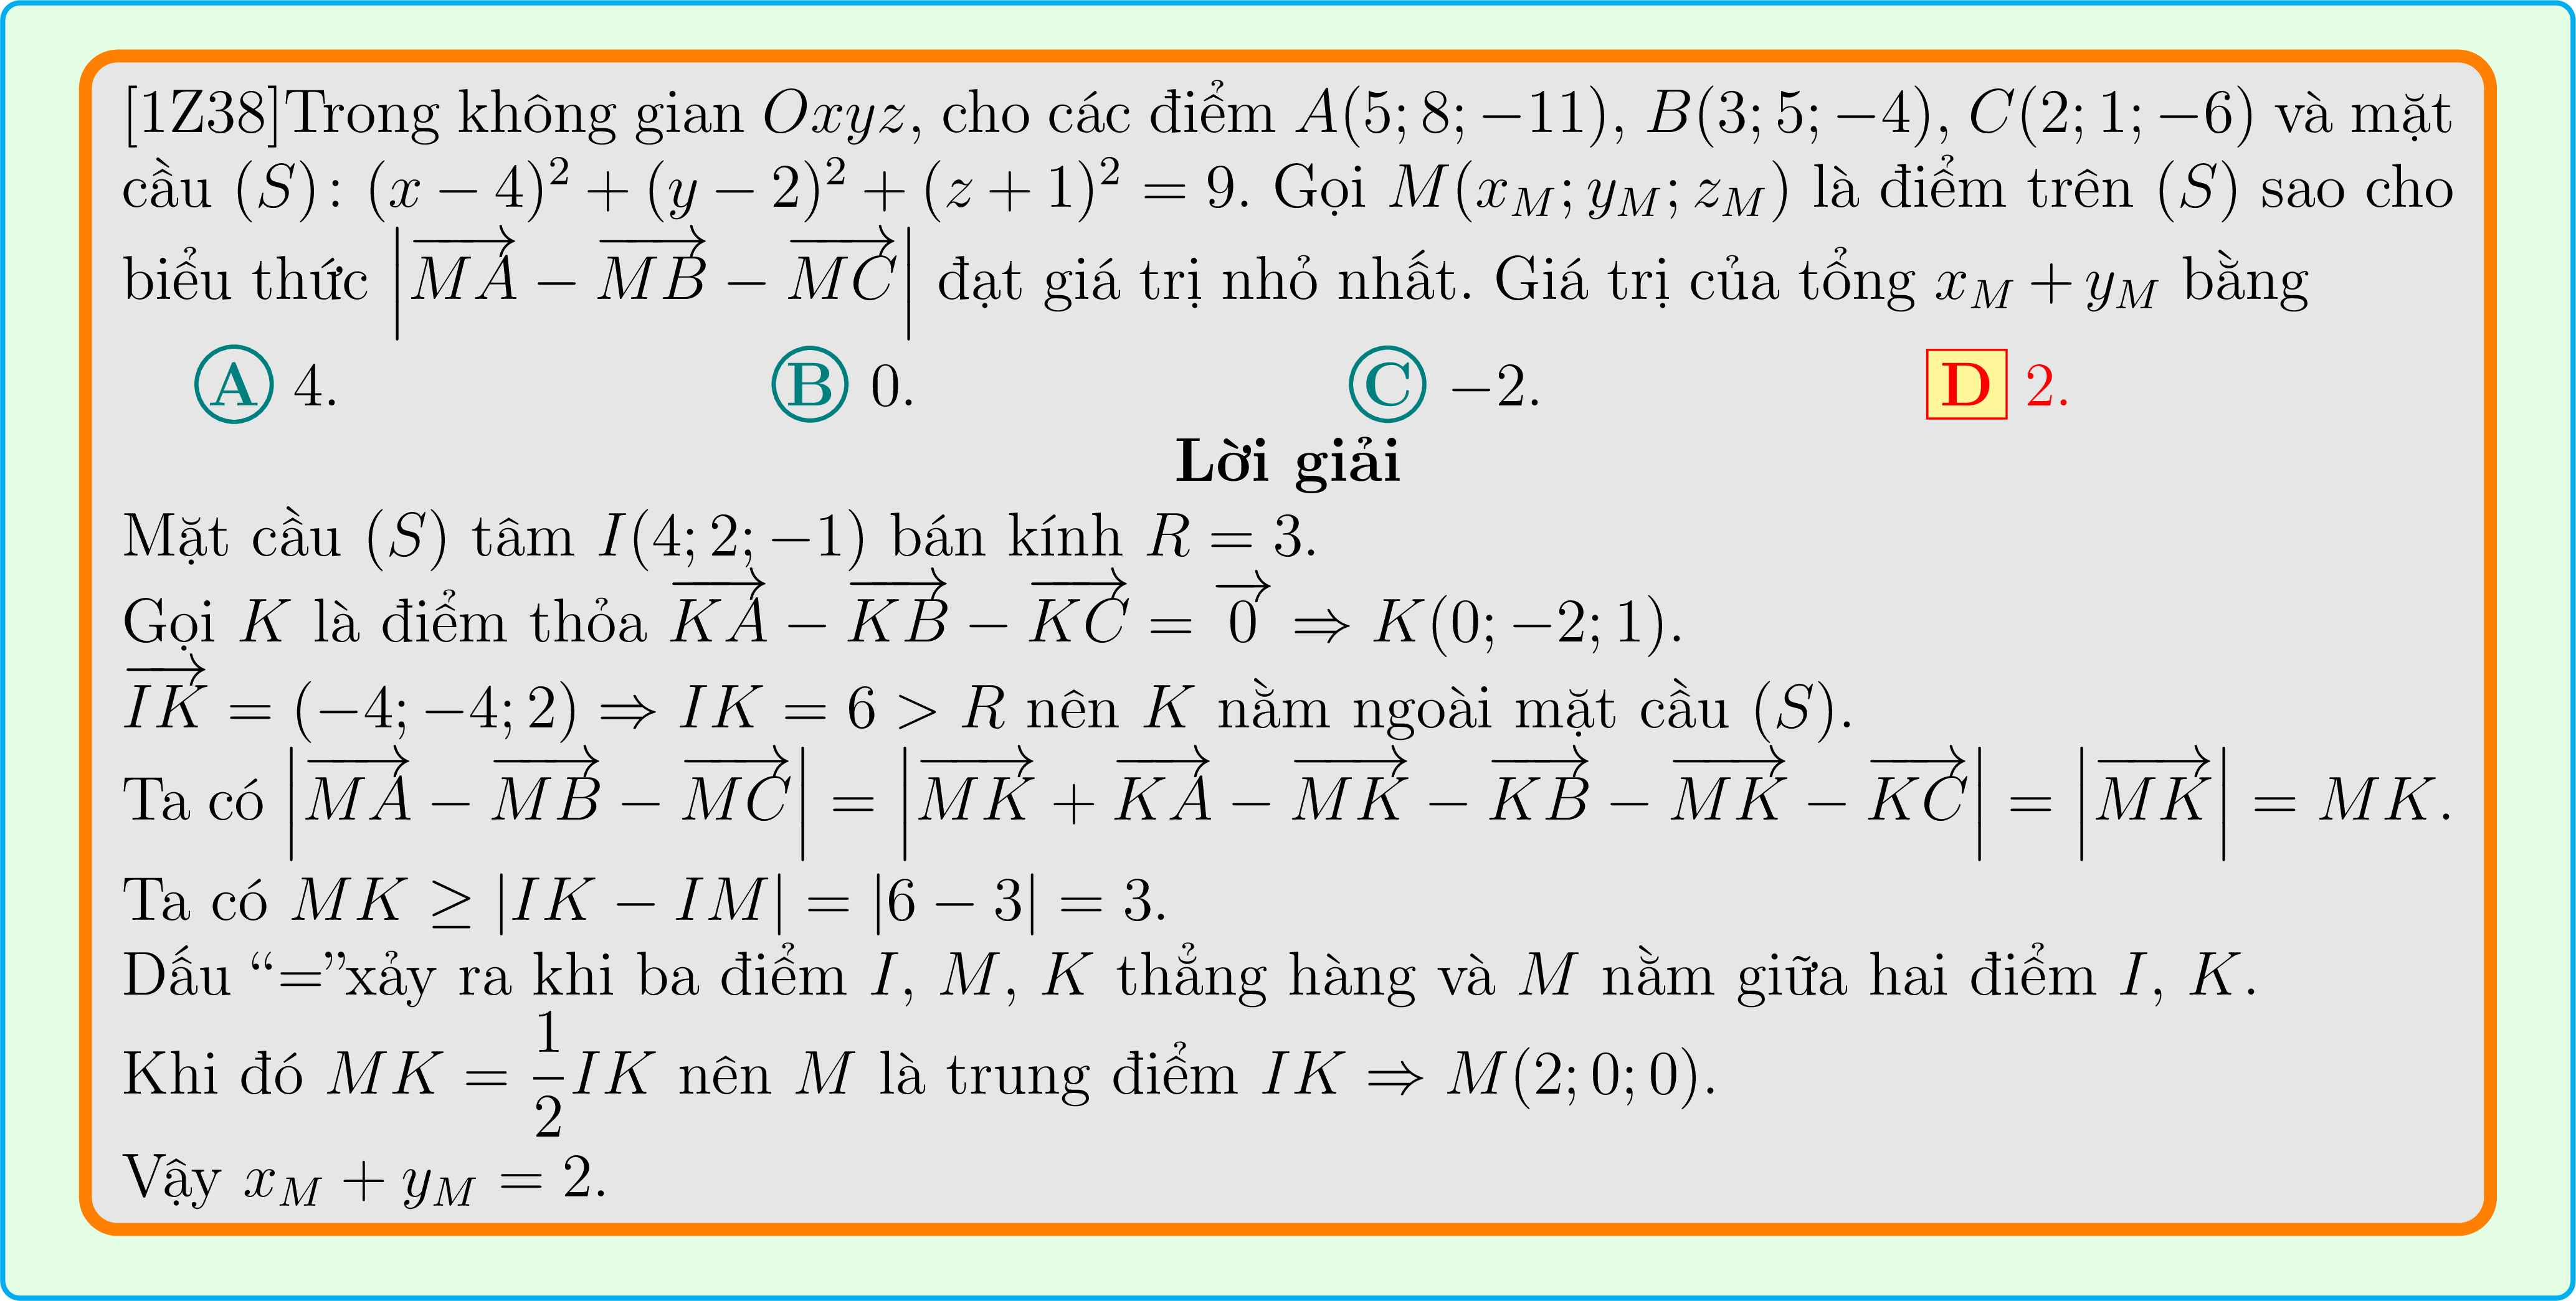 [1Z38]Trong không gian $Oxyz$, cho các điểm $A(5; 8; -11)$, $B(3; 5; -4)$, $C(2; 1; -6)$ và mặt
cầu $(S)\colon (x-4)^2 + (y-2)^2 + (z+1)^2 = 9$. Gọi $M(x_M; y_M; z_M)$ là điểm trên $(S)$ sao cho
biểu thức $\left|\overrightarrow{MA} - \overrightarrow{MB} - \overrightarrow{MC}\right|$ đạt giá trị nhỏ nhất. Giá trị của tổng $x_M + y_M$ bằng
A 4. B 0. C $-2$. D 2.
Lời giải
Mặt cầu $(S)$ tâm $I(4; 2; -1)$ bán kính $R = 3$.
Gọi $K$ là điểm thỏa $\overrightarrow{KA} - \overrightarrow{KB} - \overrightarrow{KC} = \overrightarrow{0} \Rightarrow K(0; -2; 1)$.
$\overrightarrow{IK} = (-4; -4; 2) \Rightarrow IK = 6 > R$ nên $K$ nằm ngoài mặt cầu $(S)$.
Ta có $\left|\overrightarrow{MA} - \overrightarrow{MB} - \overrightarrow{MC}\right| = \left|\overrightarrow{MK} + \overrightarrow{KA} - \overrightarrow{MK} - \overrightarrow{KB} - \overrightarrow{MK} - \overrightarrow{KC}\right| = \left|\overrightarrow{MK}\right| = MK$.
Ta có $MK \geq |IK - IM| = |6 - 3| = 3$.
Dấu “=”xảy ra khi ba điểm $I$, $M$, $K$ thẳng hàng và $M$ nằm giữa hai điểm $I$, $K$.
Khi đó $MK = \dfrac{1}{2}IK$ nên $M$ là trung điểm $IK \Rightarrow M(2; 0; 0)$.
Vậy $x_M + y_M = 2$.